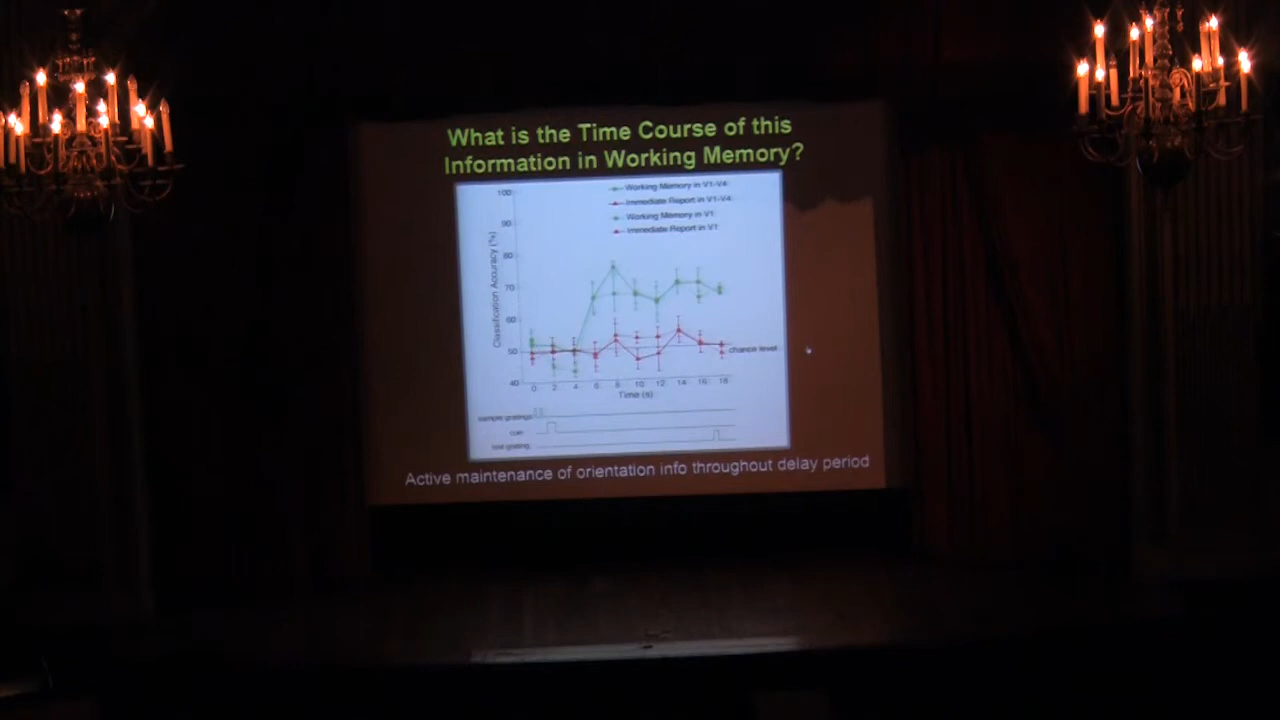 What is the Time Course of this
Information in Working Memory?
Working Memory in V1-V4
Immediate Report in V1-V4
Working Memory in V1
Immediate Report in V1
Classification Accuracy (%)
100
90
80
70
60
50
40
chance level
0 2 4 6 8 10 12 14 16 18
Time (s)
sample gratings
cue
test grating
Active maintenance of orientation info throughout delay period